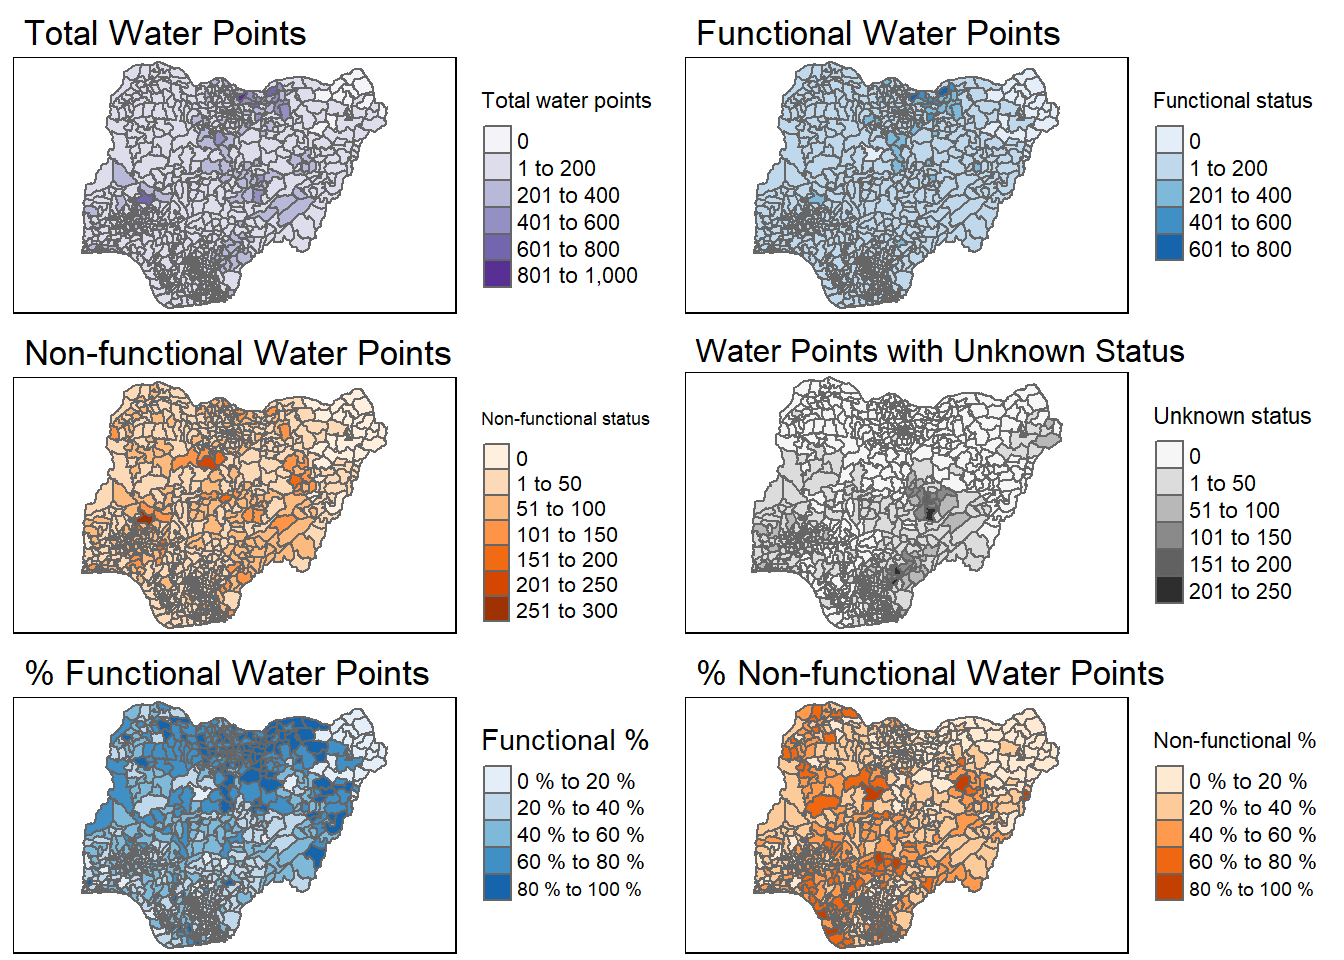 Total Water Points
Total water points
0
1 to 200
201 to 400
401 to 600
601 to 800
801 to 1,000
Functional Water Points
Functional status
0
1 to 200
201 to 400
401 to 600
601 to 800
Non-functional Water Points
Non-functional status
0
1 to 50
51 to 100
101 to 150
151 to 200
201 to 250
251 to 300
Water Points with Unknown Status
Unknown status
0
1 to 50
51 to 100
101 to 150
151 to 200
201 to 250
% Functional Water Points
Functional %
0 % to 20 %
20 % to 40 %
40 % to 60 %
60 % to 80 %
80 % to 100 %
% Non-functional Water Points
Non-functional %
0 % to 20 %
20 % to 40 %
40 % to 60 %
60 % to 80 %
80 % to 100 %